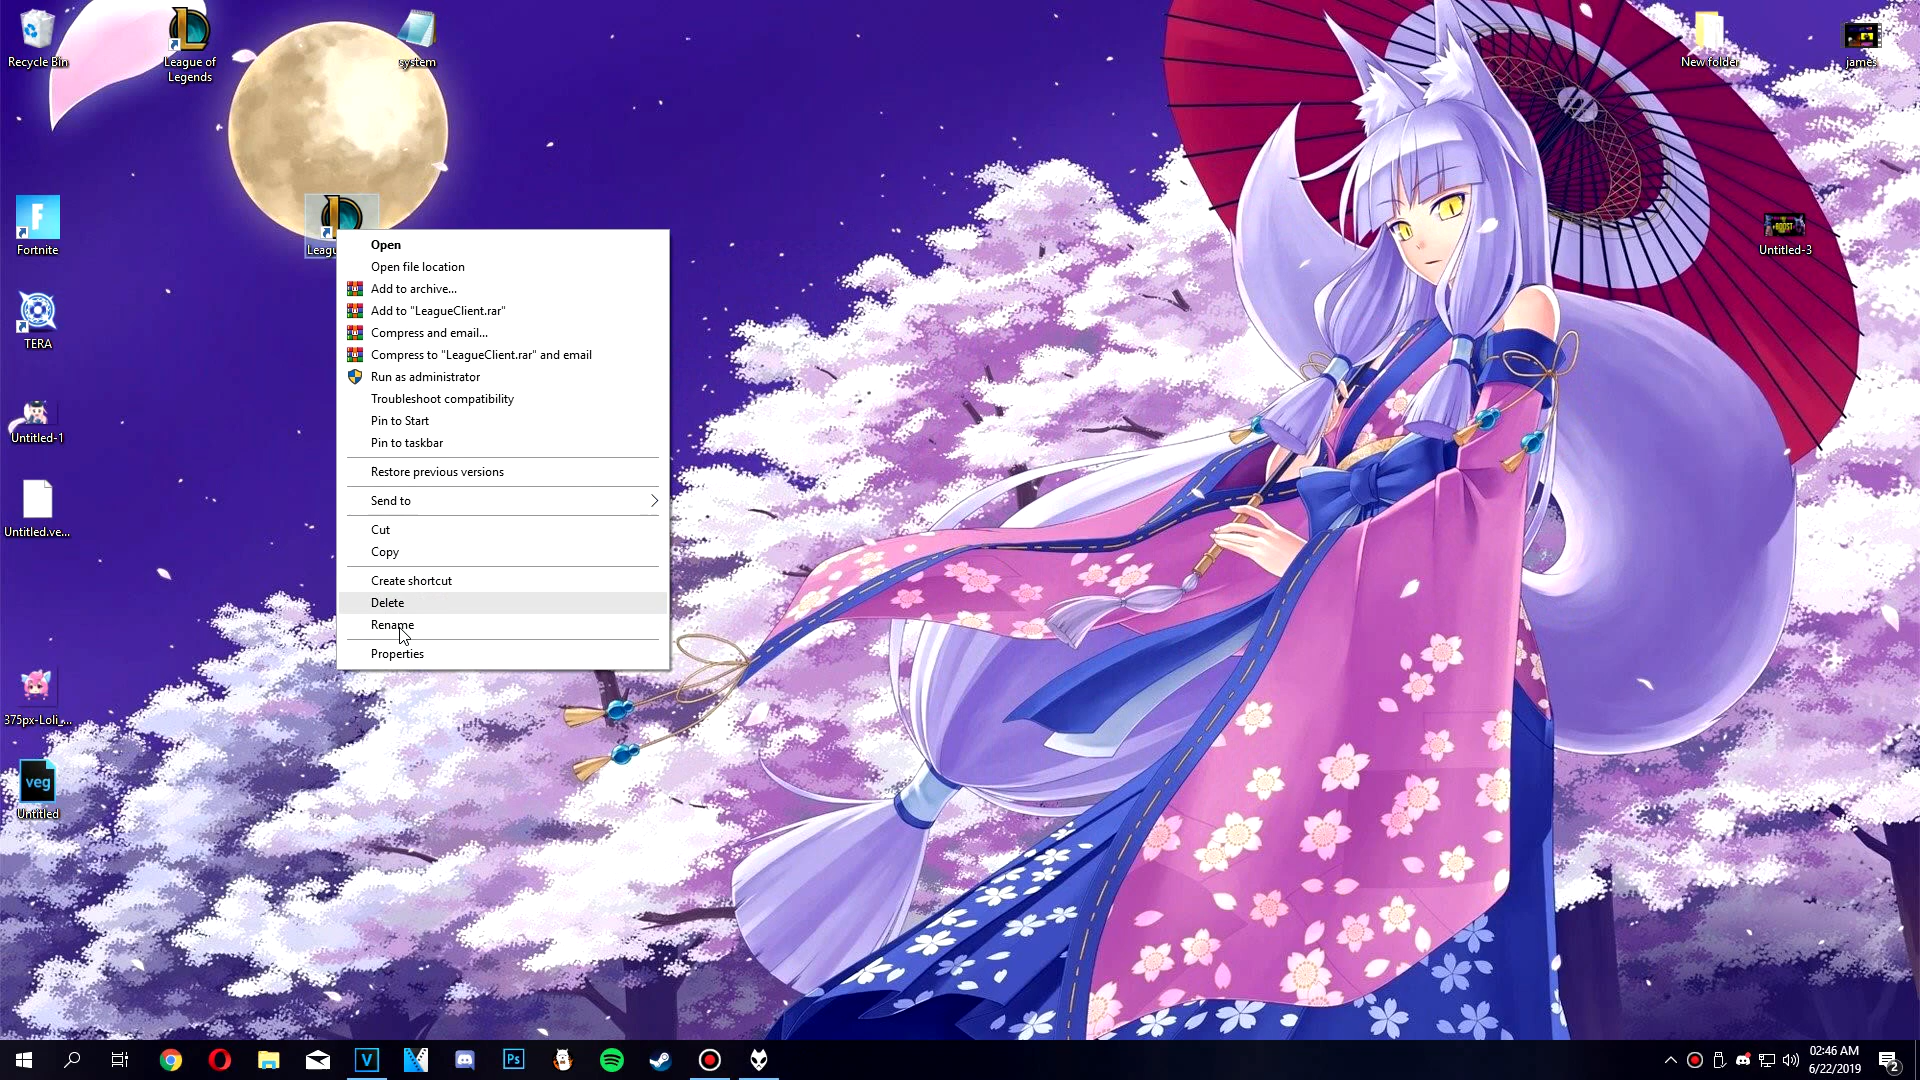 Recycle Bin
League of
Legends
system
New folder
james
Fortnite
TERA
Untitled-1
Untitled.ve...
375px-Loli_...
veg
Untitled
Untitled-3
Leagu
Open
Open file location
Add to archive...
Add to "LeagueClient.rar"
Compress and email...
Compress to "LeagueClient.rar" and email
Run as administrator
Troubleshoot compatibility
Pin to Start
Pin to taskbar
Restore previous versions
Send to
Cut
Copy
Create shortcut
Delete
Rename
Properties
V
Ps
02:46 AM
6/22/2019
2